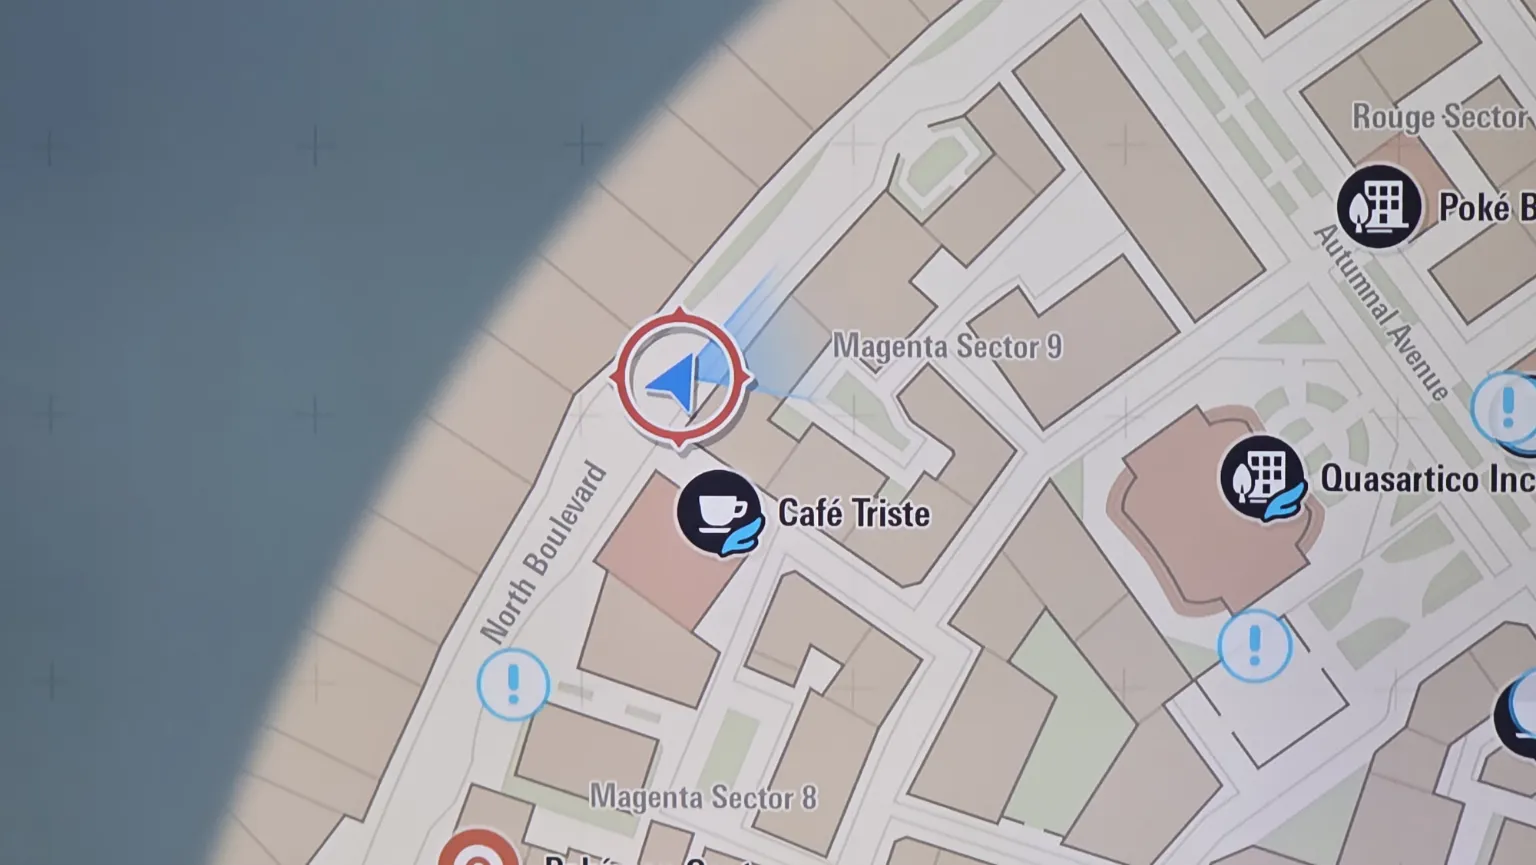 Rouge Sector
Poké B
Autumnal Avenue
Magenta Sector 9
Quasartico Inc
Café Triste
North Boulevard
Magenta Sector 8